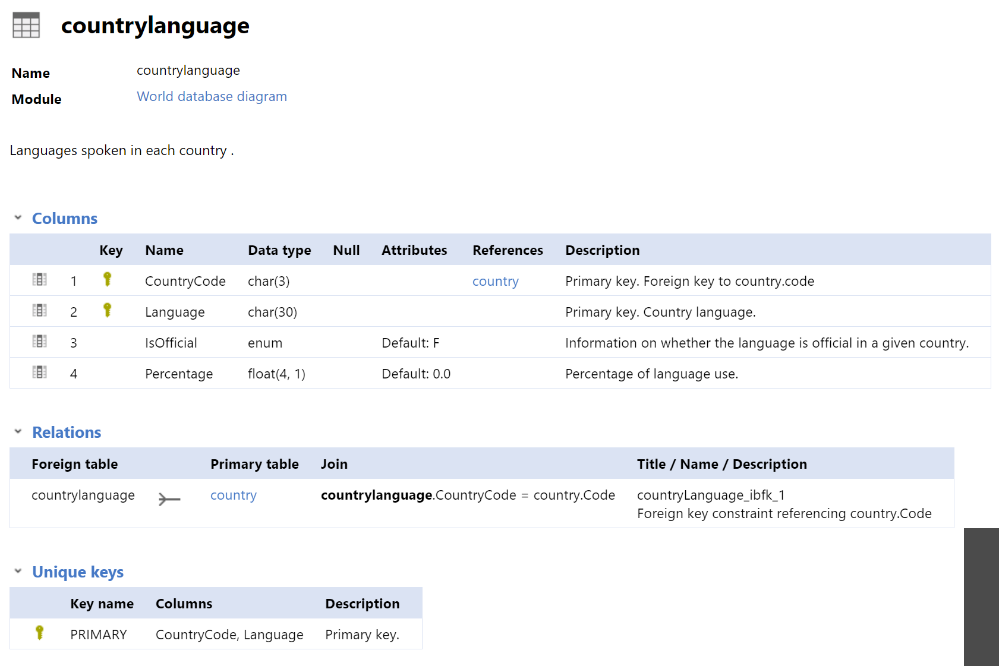 countrylanguage
Name countrylanguage
Module World database diagram
Languages spoken in each country .
Columns
Key Name Data type Null Attributes References Description
1 CountryCode char(3) country Primary key. Foreign key to country.code
2 Language char(30) Primary key. Country language.
3 IsOfficial enum Default: F Information on whether the language is official in a given country.
4 Percentage float(4, 1) Default: 0.0 Percentage of language use.
Relations
Foreign table Primary table Join Title / Name / Description
countrylanguage country countrylanguage.CountryCode = country.Code countryLanguage_ibfk_1
Foreign key constraint referencing country.Code
Unique keys
Key name Columns Description
PRIMARY CountryCode, Language Primary key.